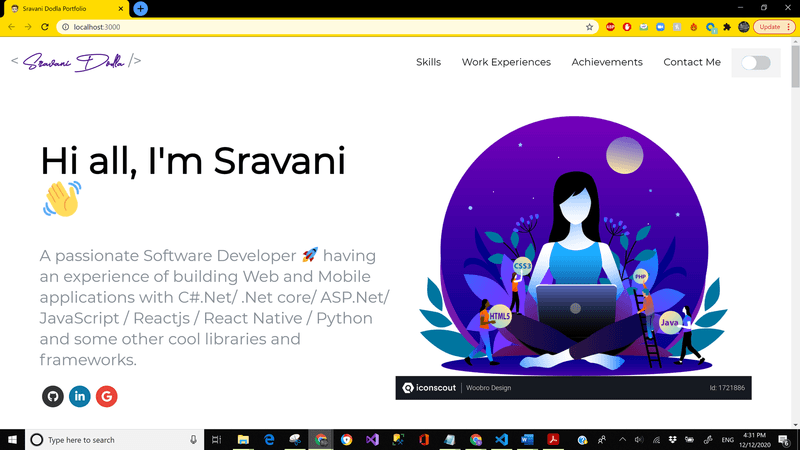 Sravani Dodla Portfolio
localhost:3000
Update
< Sravani Dodla />
Skills
Work Experiences
Achievements
Contact Me
Hi all, I'm Sravani
A passionate Software Developer 🚀 having
an experience of building Web and Mobile
applications with C#.Net/ .Net core/ ASP.Net/
JavaScript / Reactjs / React Native / Python
and some other cool libraries and
frameworks.
CSS3
PHP
HTML5
Java
iconscout
Woobro Design
Id: 1721886
Type here to search
ENG
4:31 PM
12/12/2020